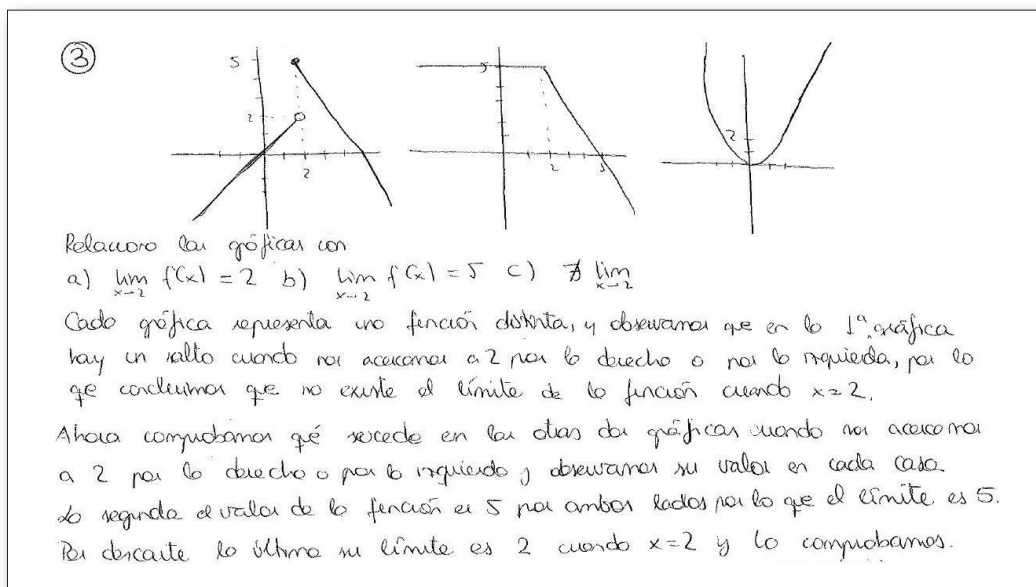 ③
5 2 2
5 2 5
2
Relaciono las gráficas con
a) lim x→2 f(x) = 2 b) lim x→2 f(x) = 5 c) ∄ lim x→2
Cada gráfica representa una función distinta, y observamos que en la 1ª gráfica
hay un salto cuando nos acercamos a 2 por la derecha o por la izquierda, por lo
que concluimos que no existe el límite de la función cuando x=2.
Ahora comprobamos qué sucede en las otras dos gráficas cuando nos acercamos
a 2 por la derecha o por la izquierda y observamos su valor en cada caso.
La segunda el valor de la función es 5 por ambos lados por lo que el límite es 5.
Por descarte la última su límite es 2 cuando x=2 y lo comprobamos.